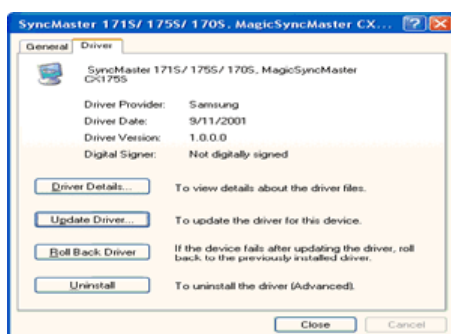 SyncMaster 171S/ 175S/ 170S, MagicSyncMaster CX...
General Driver
SyncMaster 171S/ 175S/ 170S, MagicSyncMaster
CX175S
Driver Provider: Samsung
Driver Date: 9/11/2001
Driver Version: 1.0.0.0
Digital Signer: Not digitally signed
Driver Details... To view details about the driver files.
Update Driver... To update the driver for this device.
Roll Back Driver If the device fails after updating the driver, roll
back to the previously installed driver.
Uninstall To uninstall the driver (Advanced).
Close Cancel